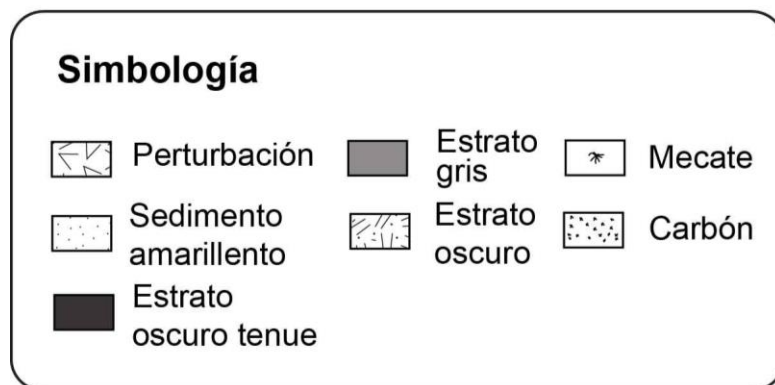 Simbología
Perturbación
Estrato
gris
Mecate
Sedimento
amarillento
Estrato
oscuro
Carbón
Estrato
oscuro tenue